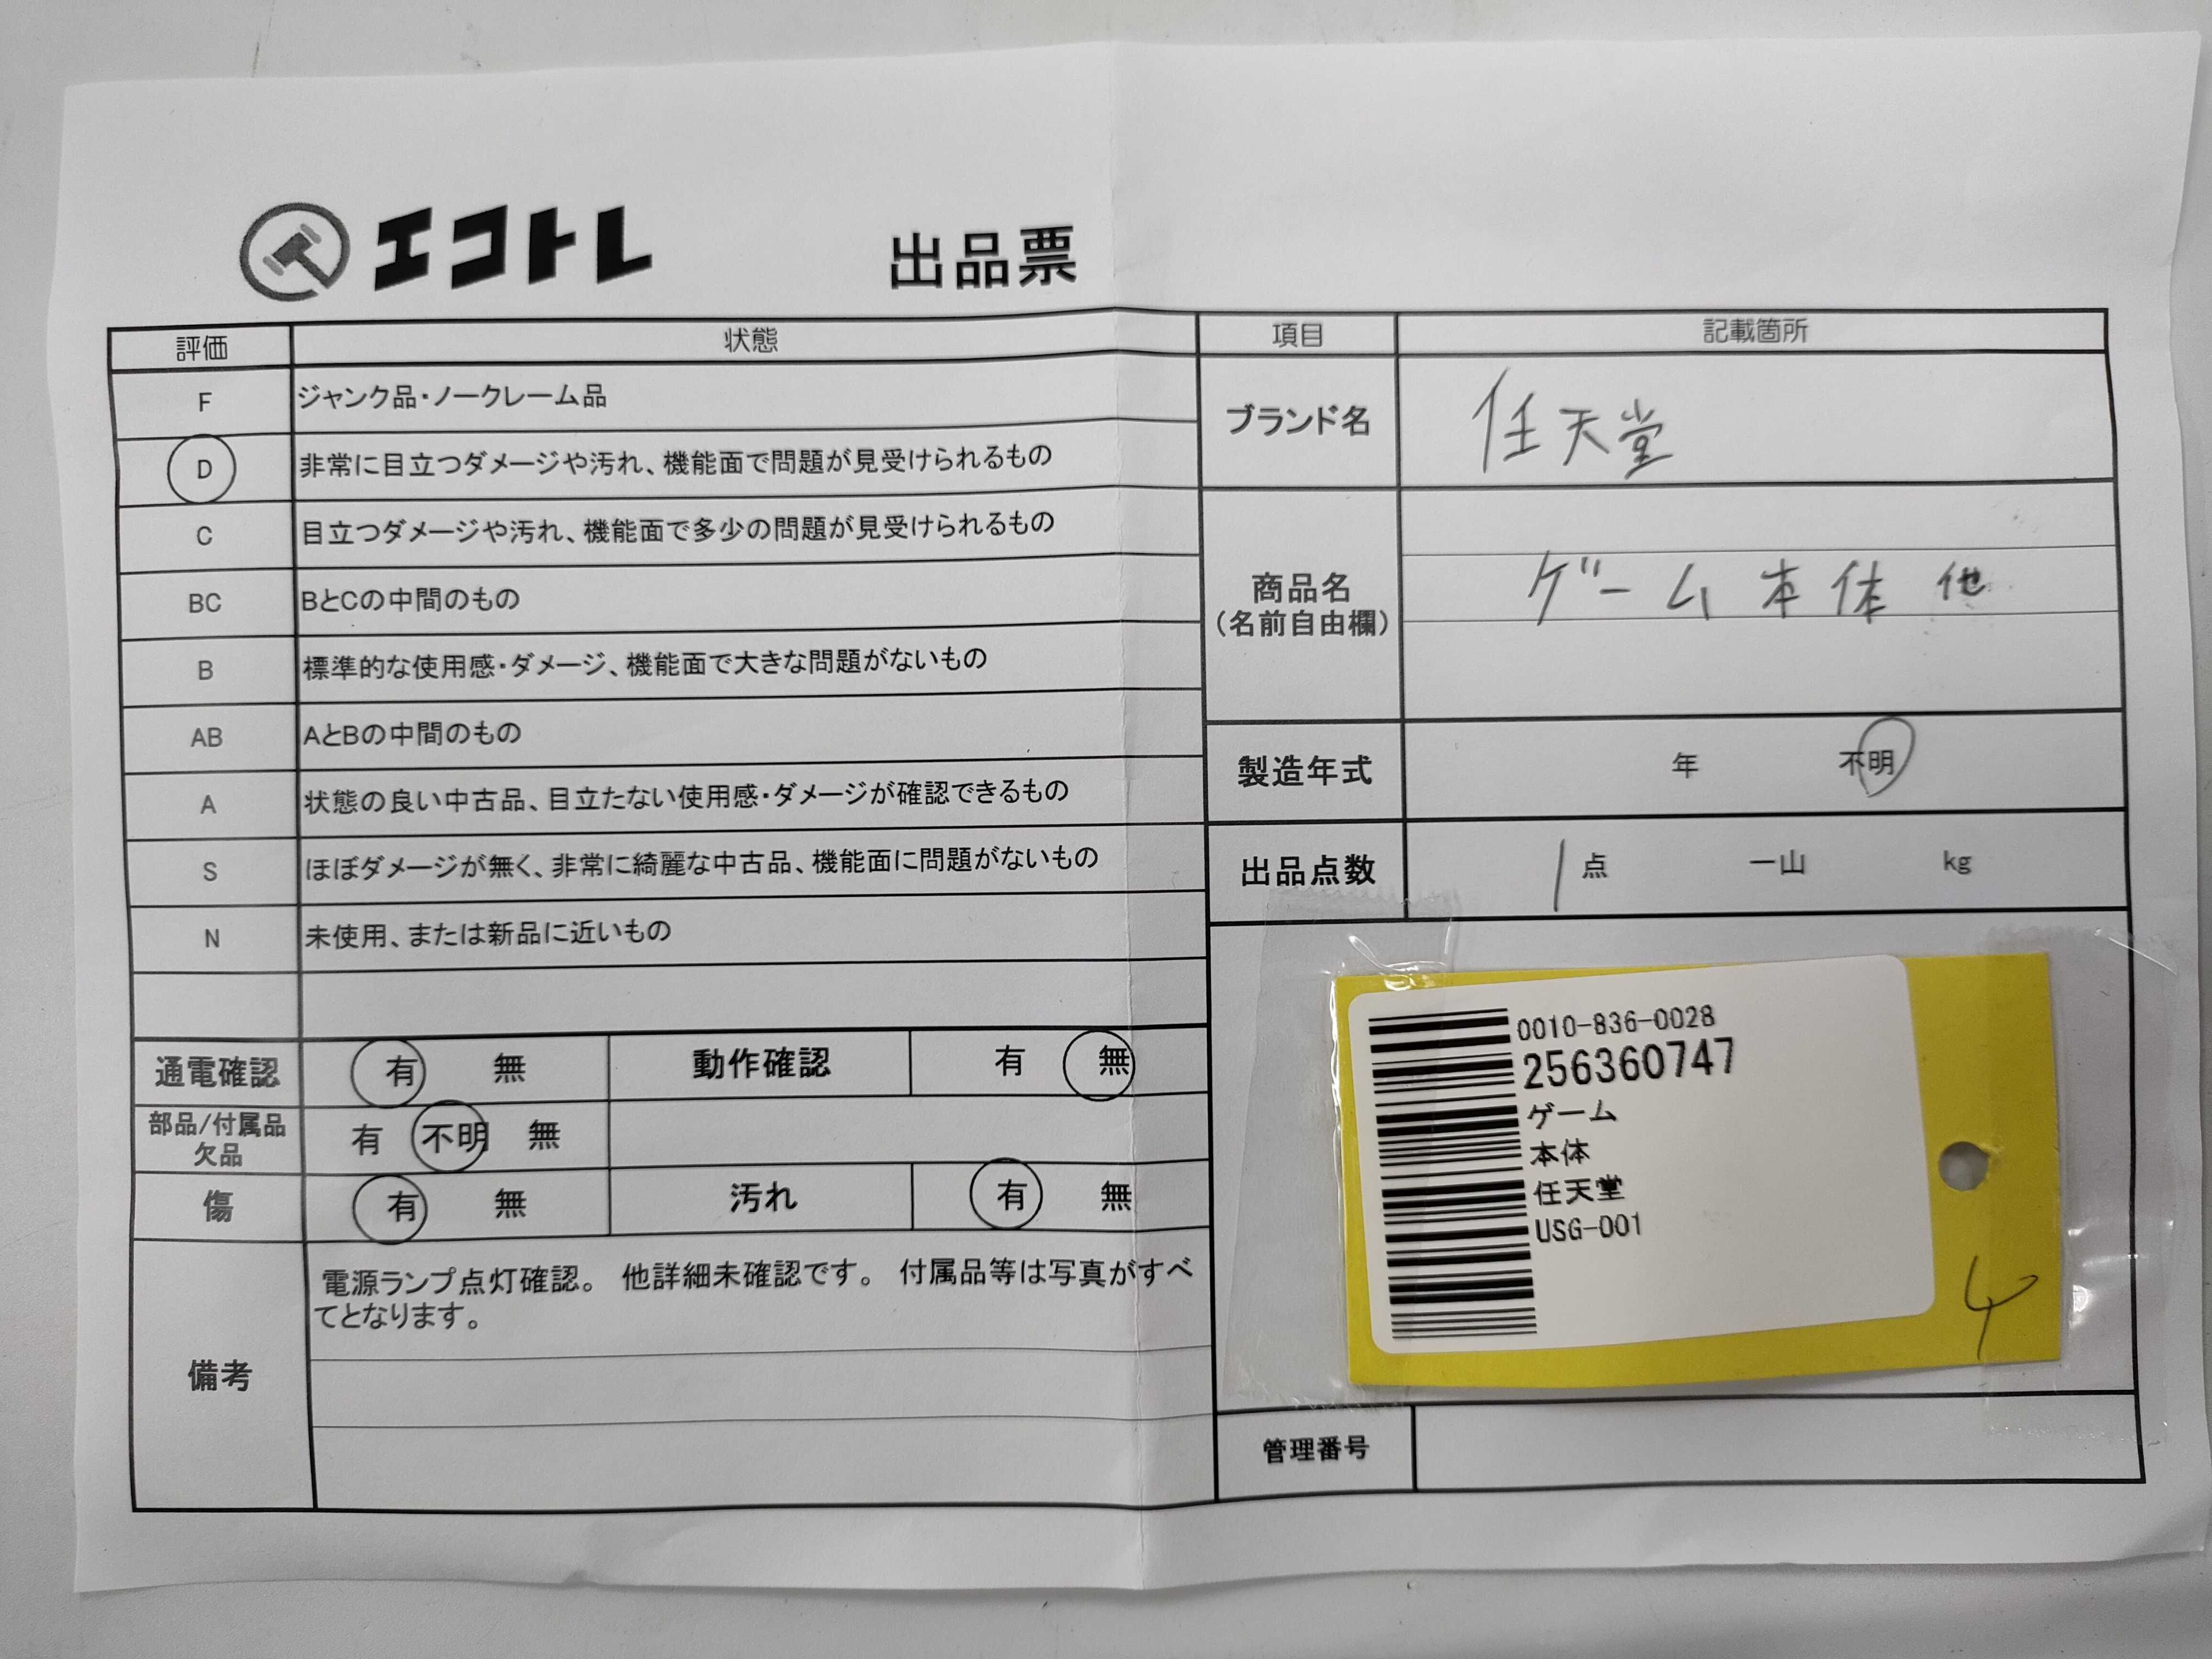 エコトレ
出品票
評価 状態
F ジャンク品・ノークレーム品
D 非常に目立つダメージや汚れ、機能面で問題が見受けられるもの
C 目立つダメージや汚れ、機能面で多少の問題が見受けられるもの
BC BとCの中間のもの
B 標準的な使用感・ダメージ、機能面で大きな問題がないもの
AB AとBの中間のもの
A 状態の良い中古品、目立たない使用感・ダメージが確認できるもの
S ほぼダメージが無く、非常に綺麗な中古品、機能面に問題がないもの
N 未使用、または新品に近いもの
通電確認 有 無 動作確認 有 無
部品/付属品
欠品
有 不明 無
傷 有 無 汚れ 有 無
備考
電源ランプ点灯確認。 他詳細未確認です。 付属品等は写真がすべ
てとなります。
項目 記載箇所
ブランド名 任天堂
商品名
(名前自由欄)
ゲーム本体 他
製造年式 年 不明
出品点数 1 点 一山 kg
0010-836-0028
256360747
ゲーム
本体
任天堂
USG-001
管理番号